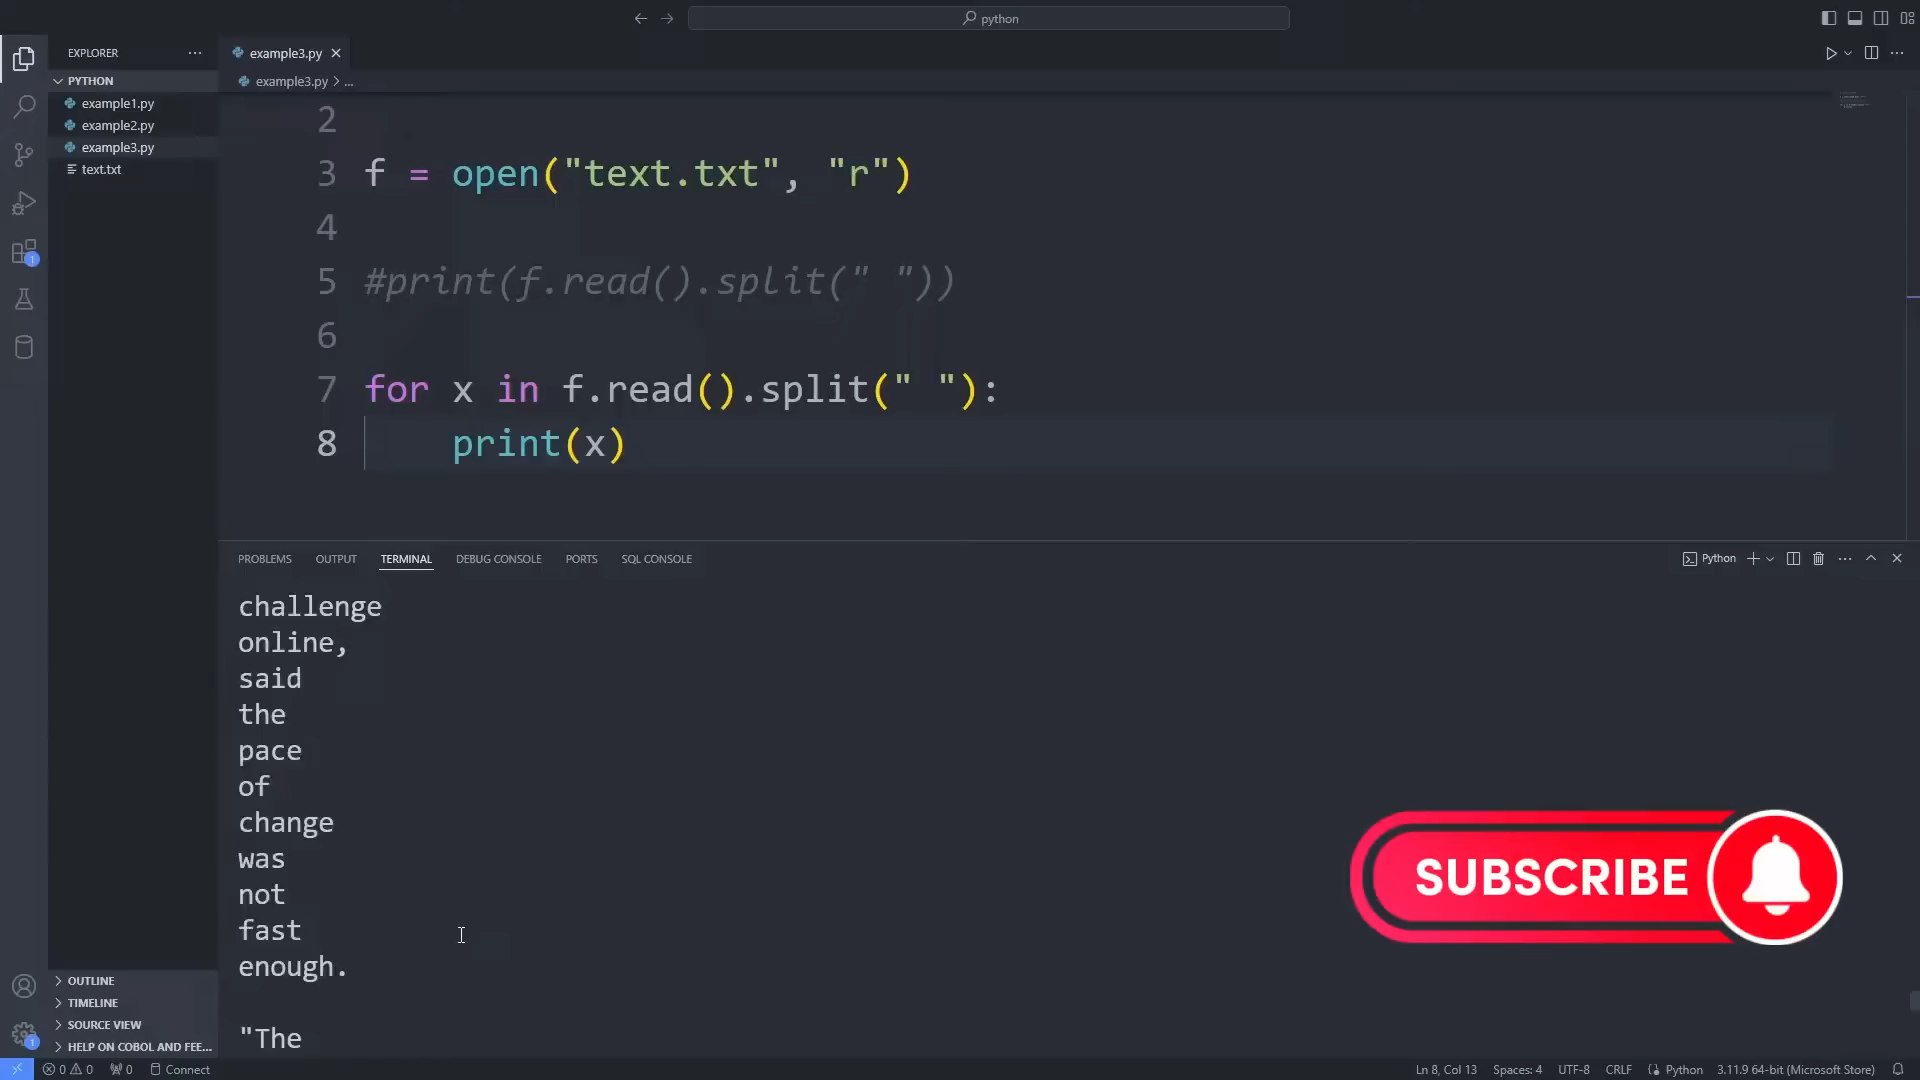 python
EXPLORER
PYTHON
example1.py
example2.py
example3.py
text.txt
OUTLINE
TIMELINE
SOURCE VIEW
HELP ON COBOL AND FEE...
example3.py
example3.py > ...
2
3 f = open("text.txt", "r")
4
5 #print(f.read().split(" "))
6
7 for x in f.read().split(" "):
8 print(x)
PROBLEMS OUTPUT TERMINAL DEBUG CONSOLE PORTS SQL CONSOLE
Python
challenge
online,
said
the
pace
of
change
was
not
fast
enough.
"The
SUBSCRIBE
1
1
0 0 0 Connect
Ln 8, Col 13 Spaces: 4 UTF-8 CRLF Python 3.11.9 64-bit (Microsoft Store)